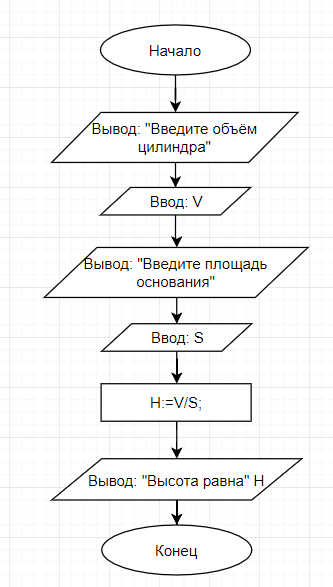 Начало
Вывод: "Введите объём
цилиндра"
Ввод: V
Вывод: "Введите площадь
основания"
Ввод: S
H:=V/S;
Вывод: "Высота равна" H
Конец